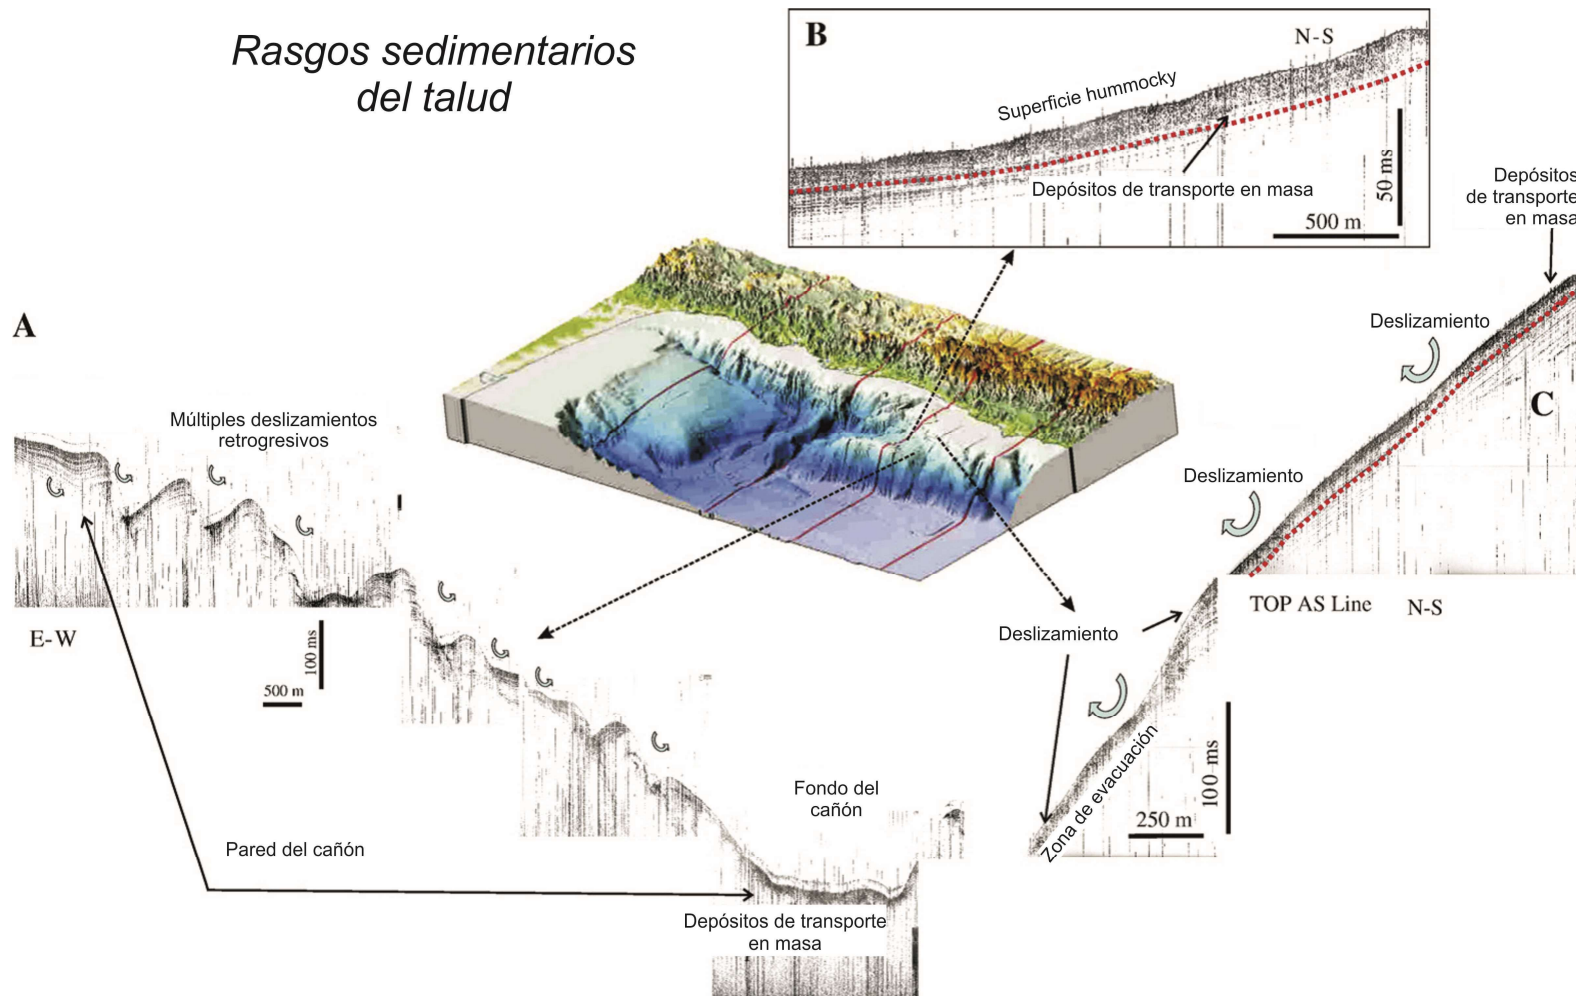 Rasgos sedimentarios
del talud
B
N-S
Superficie hummocky
Depósitos de transporte en masa
50 ms
500 m
Depósitos
de transporte
en masa
A
Deslizamiento
C
Múltiples deslizamientos
retrogresivos
Deslizamiento
E-W
100 ms
500 m
TOP AS Line
N-S
Deslizamiento
Zona de evacuación
100 ms
250 m
Fondo del
cañón
Pared del cañón
Depósitos de transporte
en masa